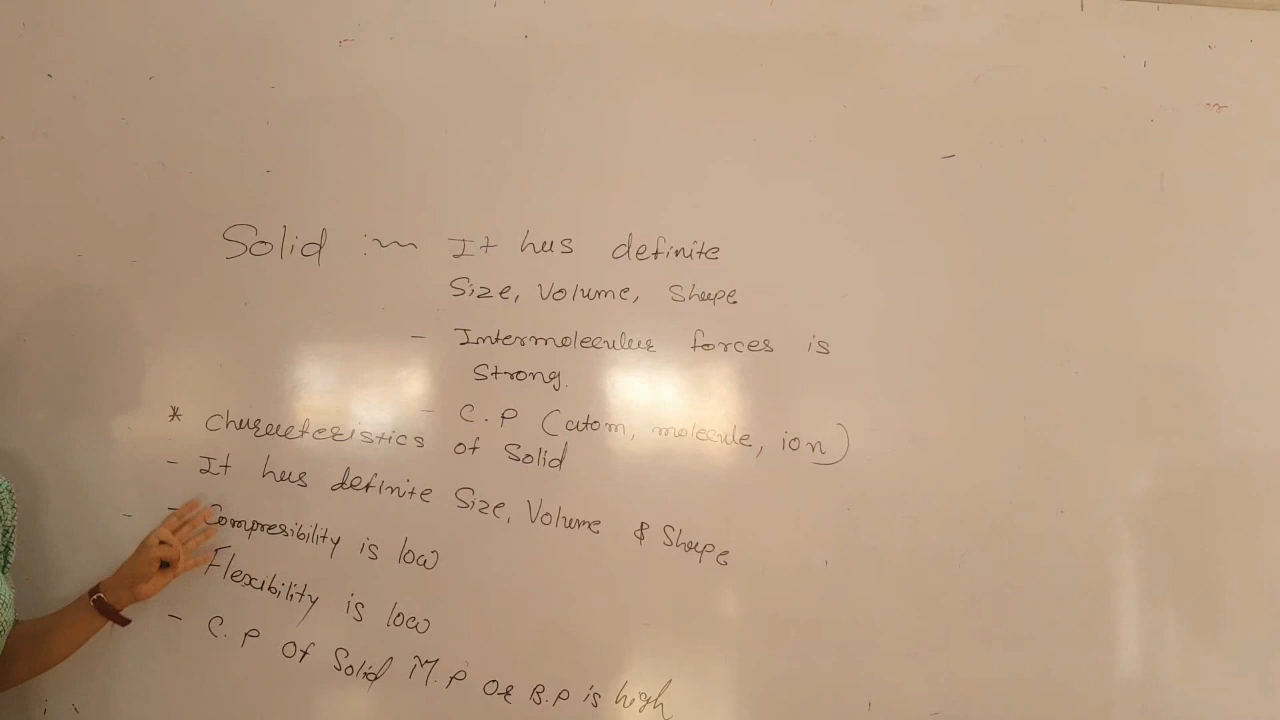 Solid :~ It has definite
Size, Volume, Shape
- Intermolecular forces is
Strong.
- C.P (atom, molecule, ion)
* Characteristics of Solid
- It has definite Size, Volume & Shape
- Compresibility is low
Flexibility is low
- C.P Of Solid M.P Or B.P is high